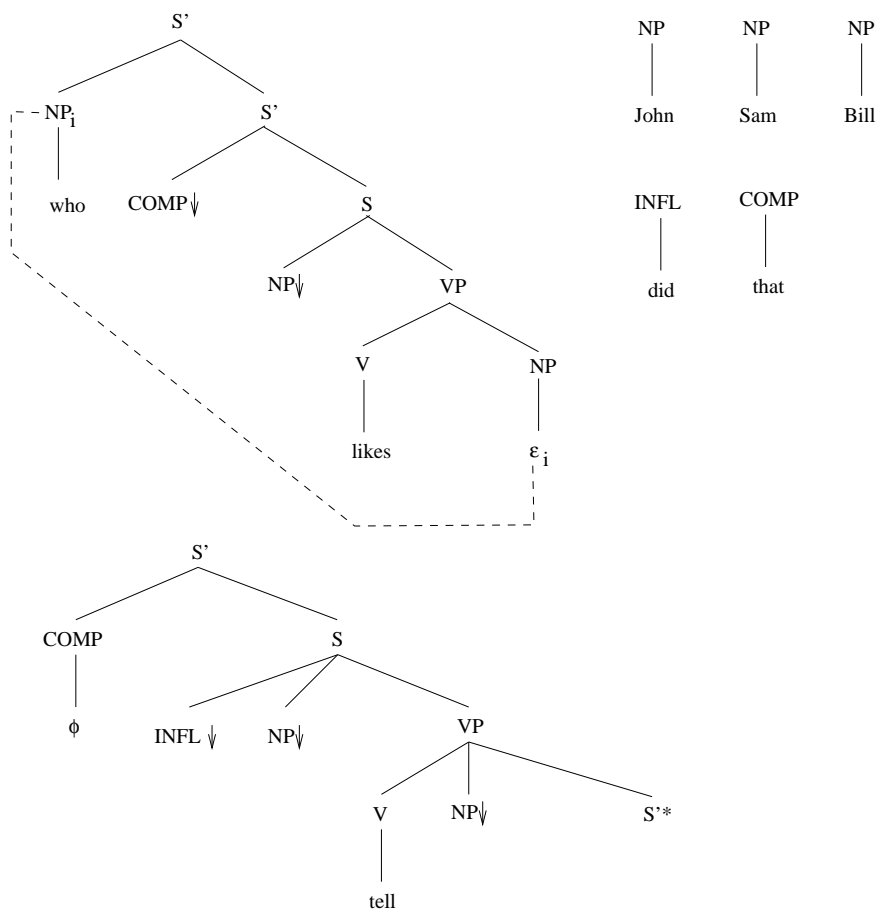 S’
NP NP NP
NPi S’
John Sam Bill
who COMP↓ S
INFL COMP
NP↓ VP
did that
V NP
likes εi
S’
COMP S
ϕ INFL ↓ NP↓ VP
V NP↓ S’*
tell